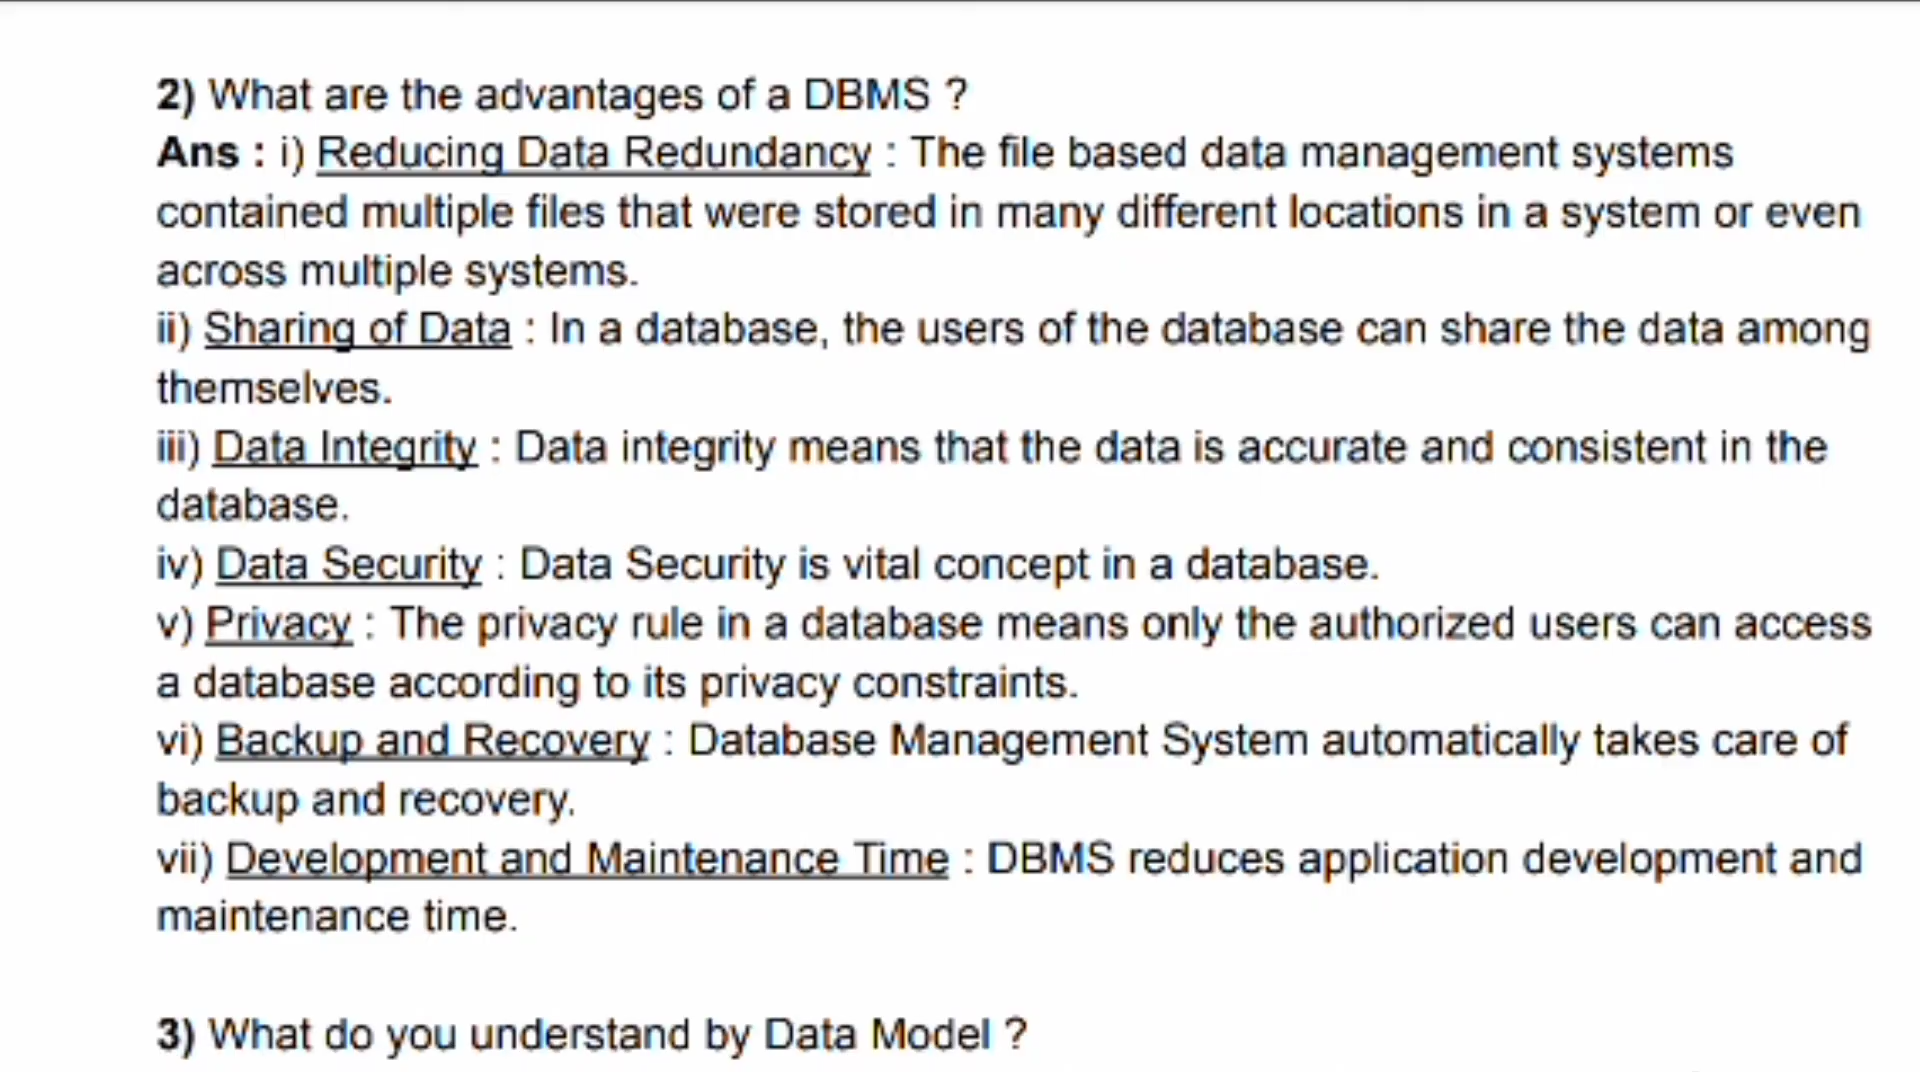 2) What are the advantages of a DBMS ?
Ans : i) Reducing Data Redundancy : The file based data management systems
contained multiple files that were stored in many different locations in a system or even
across multiple systems.
ii) Sharing of Data : In a database, the users of the database can share the data among
themselves.
iii) Data Integrity : Data integrity means that the data is accurate and consistent in the
database.
iv) Data Security : Data Security is vital concept in a database.
v) Privacy : The privacy rule in a database means only the authorized users can access
a database according to its privacy constraints.
vi) Backup and Recovery : Database Management System automatically takes care of
backup and recovery.
vii) Development and Maintenance Time : DBMS reduces application development and
maintenance time.
3) What do you understand by Data Model ?